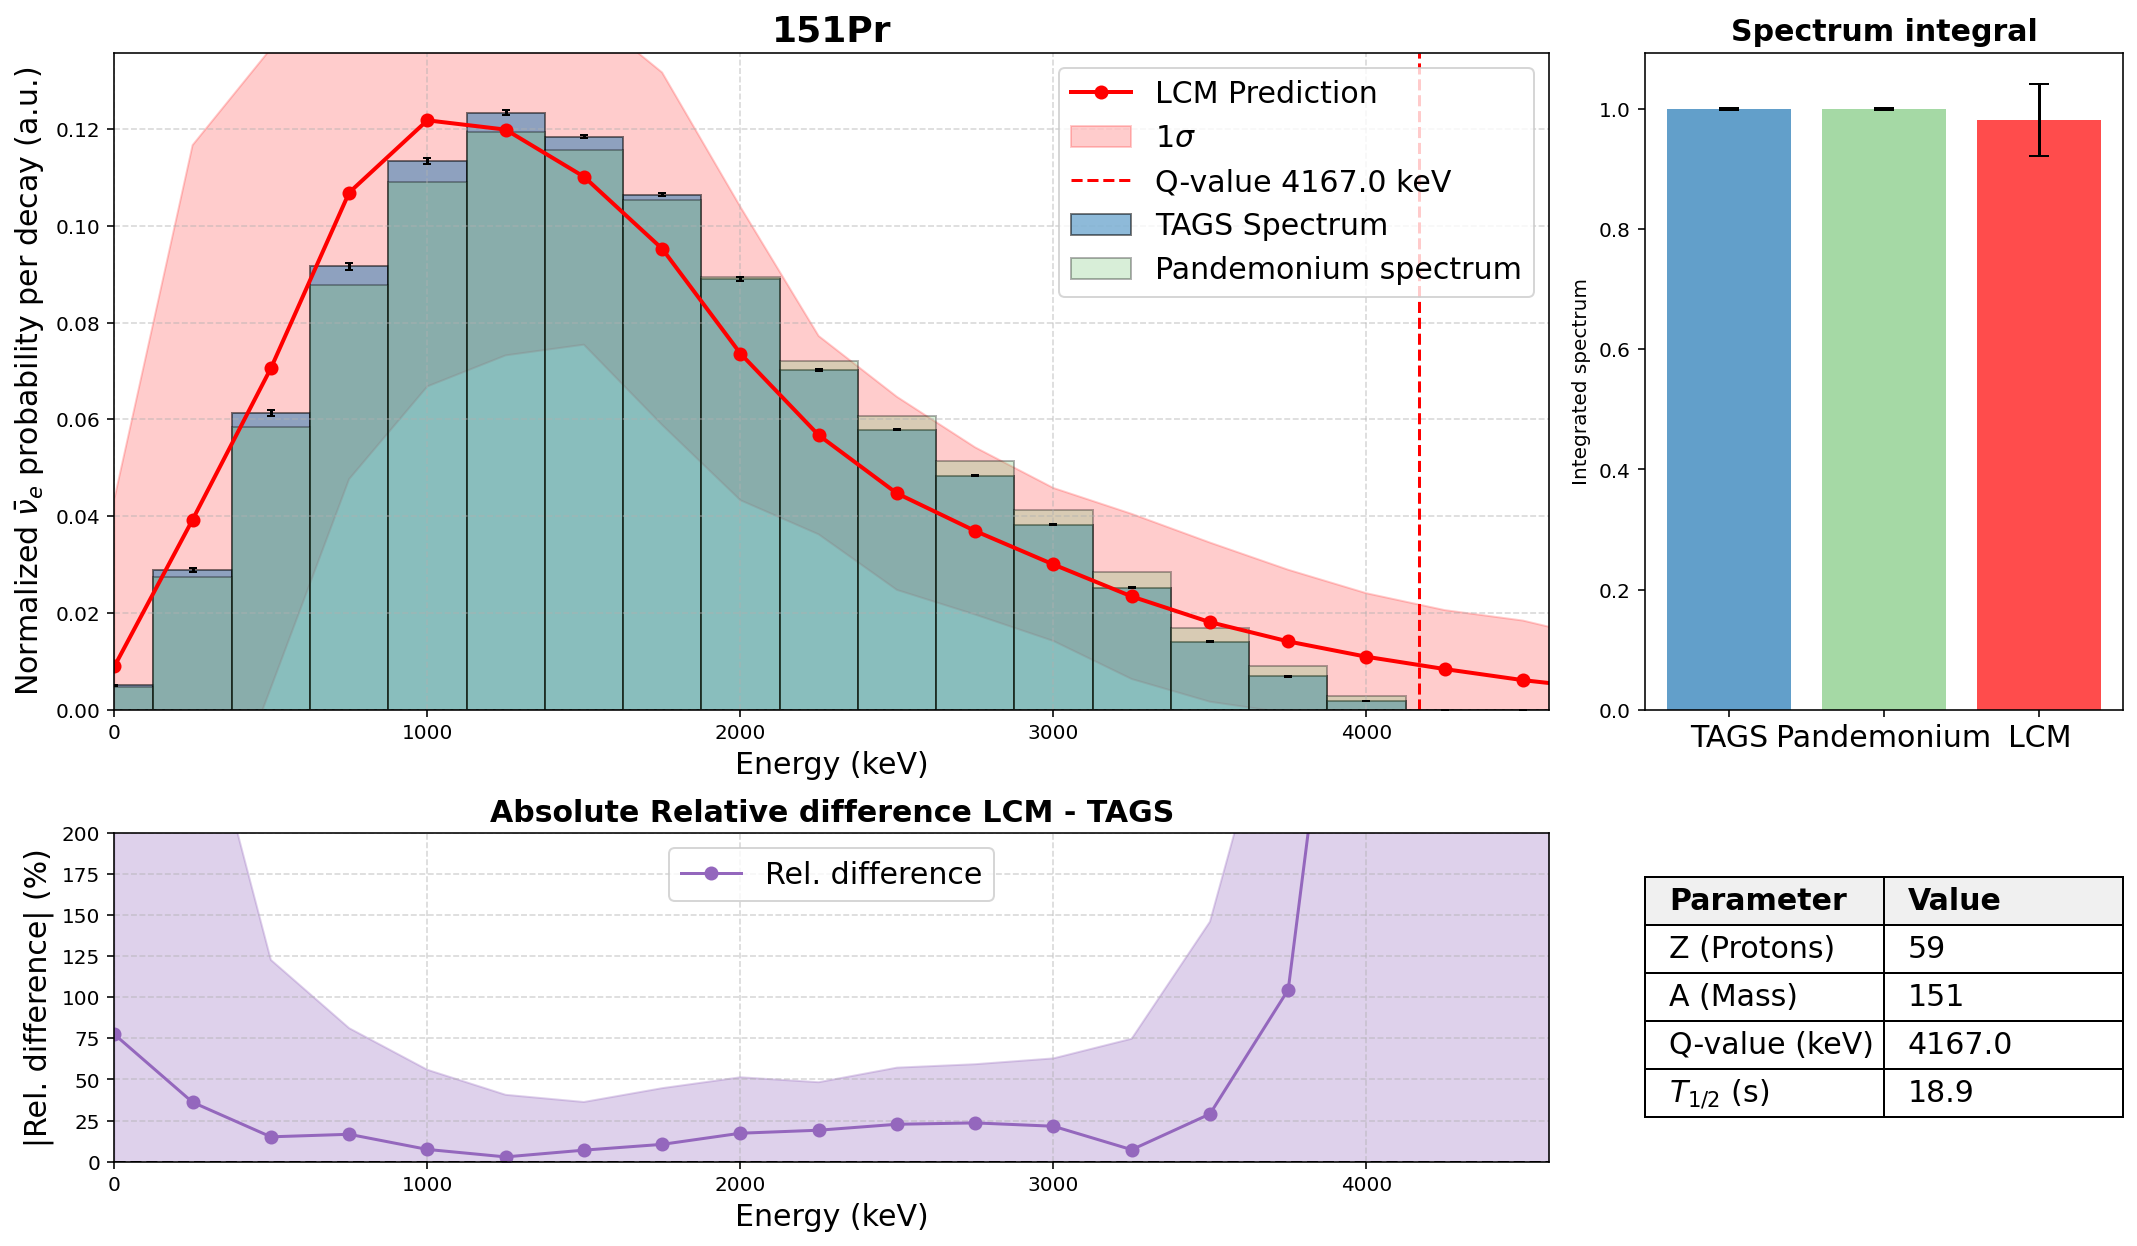 151Pr
Normalized ν̄e probability per decay (a.u.)
0.12
0.10
0.08
0.06
0.04
0.02
0.00
0 1000 2000 3000 4000
Energy (keV)
LCM Prediction
1σ
Q-value 4167.0 keV
TAGS Spectrum
Pandemonium spectrum
Spectrum integral
Integrated spectrum
1.0
0.8
0.6
0.4
0.2
0.0
TAGS Pandemonium LCM
Absolute Relative difference LCM - TAGS
|Rel. difference| (%)
200
175
150
125
100
75
50
25
0
0 1000 2000 3000 4000
Energy (keV)
Rel. difference
Parameter Value
Z (Protons) 59
A (Mass) 151
Q-value (keV) 4167.0
T1/2 (s) 18.9